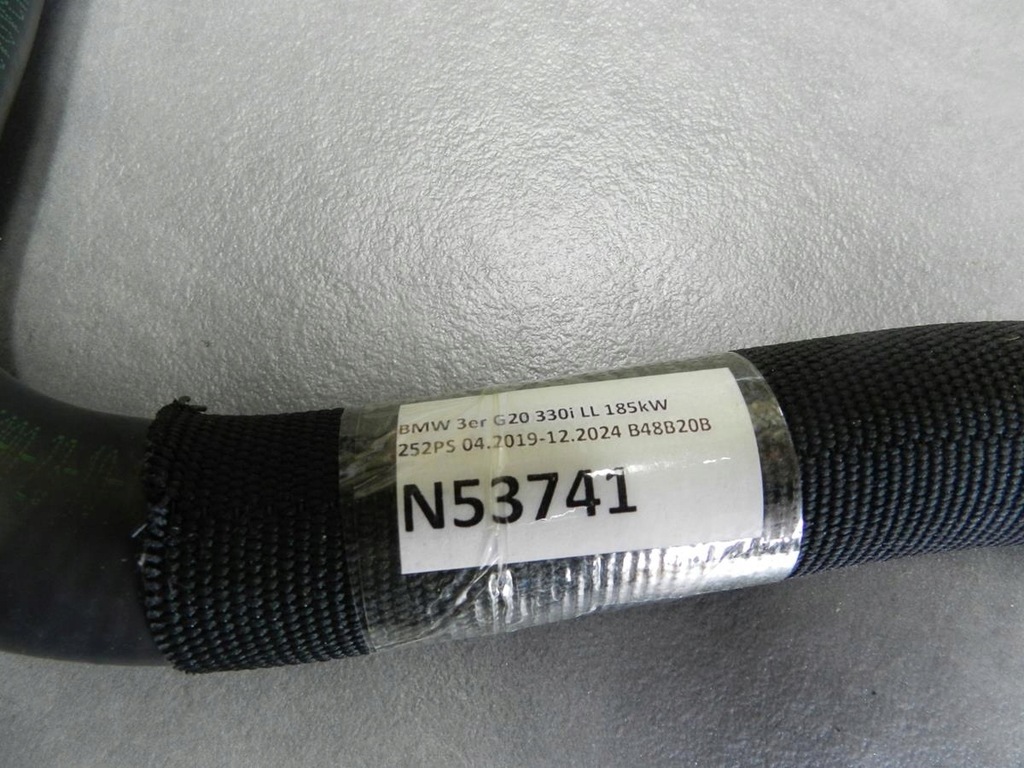 BMW 3er G20 330i LL 185kW
252PS 04.2019-12.2024 B48B20B
N53741